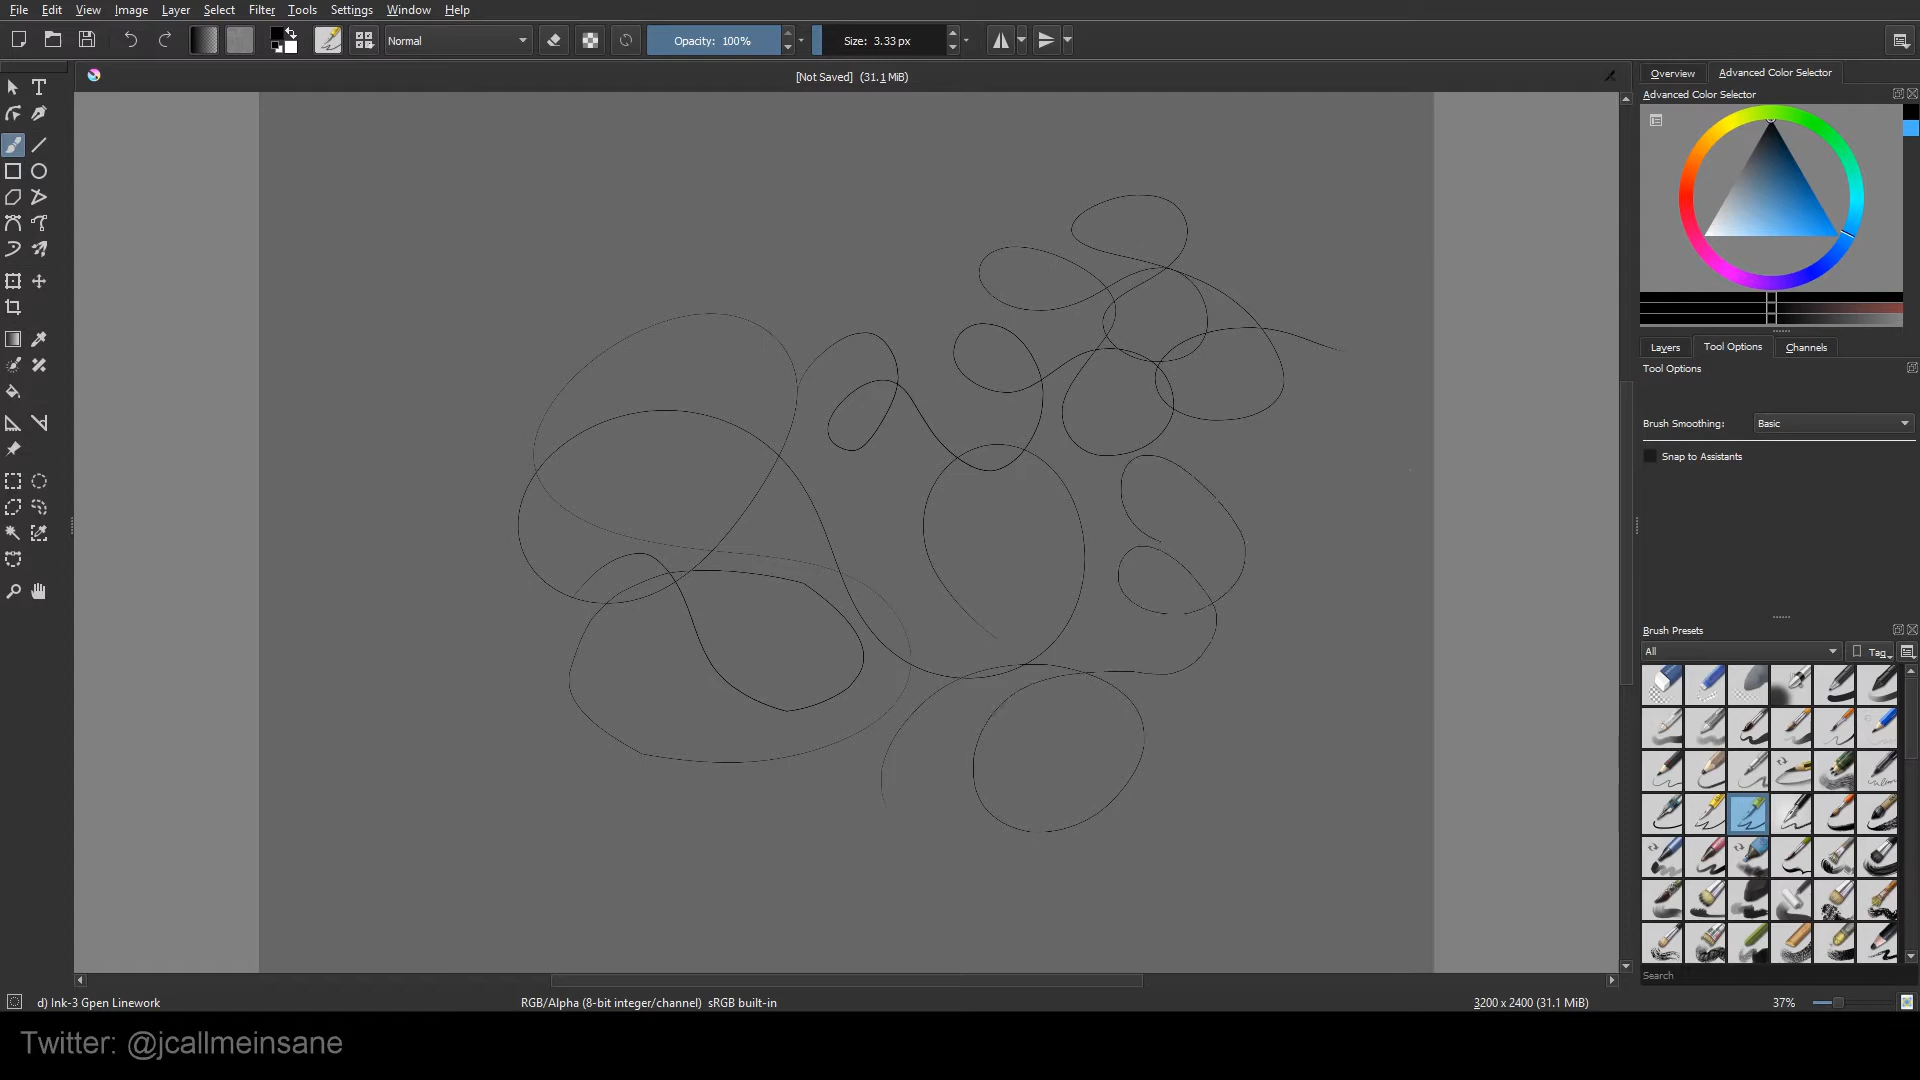 File Edit View Image Layer Select Filter Tools Settings Window Help
Normal Opacity: 100% Size: 3.33 px
[Not Saved] (31.1 MiB)
Overview Advanced Color Selector
Advanced Color Selector
Layers Tool Options Channels
Tool Options
Brush Smoothing: Basic
Snap to Assistants
Brush Presets
All Tag
Search
d) Ink-3 Gpen Linework RGB/Alpha (8-bit integer/channel) sRGB built-in 3200 x 2400 (31.1 MiB) 37%
Twitter: @jcallmeinsane